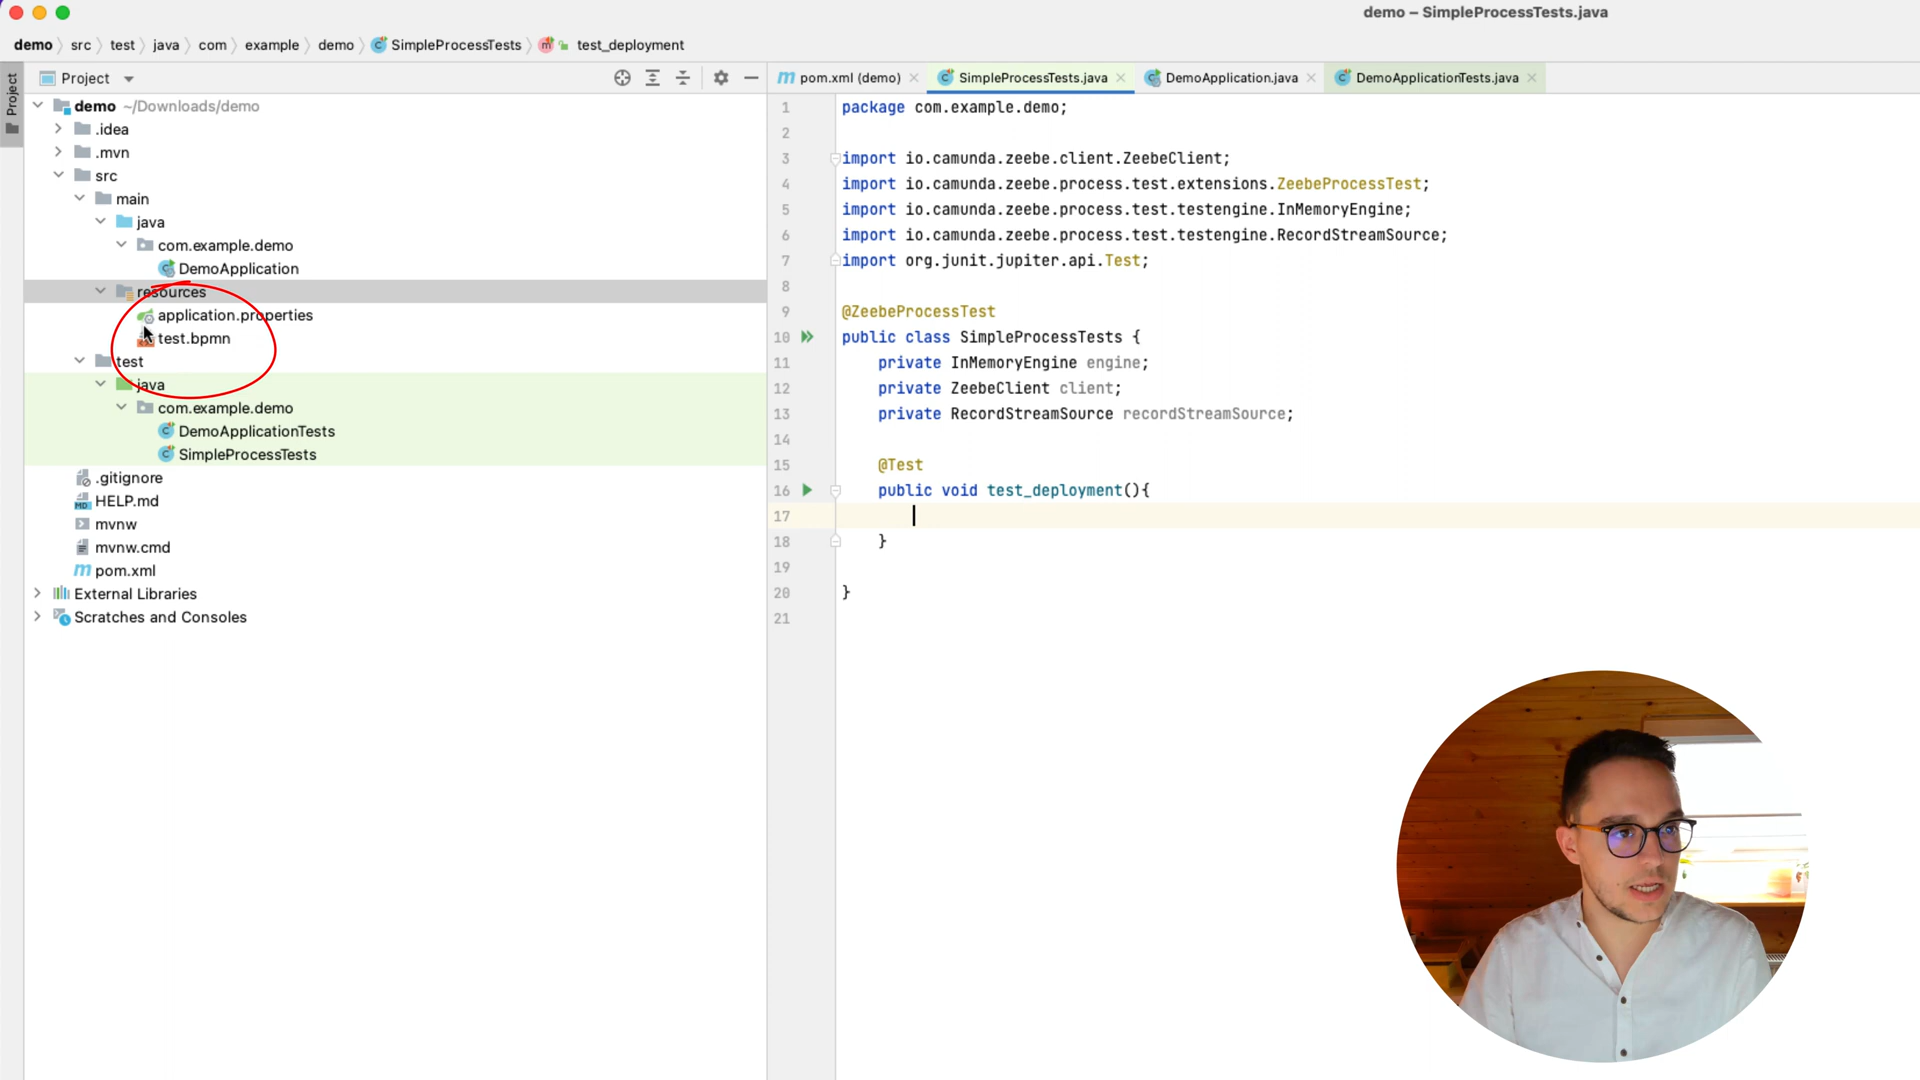 demo – SimpleProcessTests.java
demo src test java com example demo SimpleProcessTests test_deployment
Project
Project
demo ~/Downloads/demo
.idea
.mvn
src
main
java
com.example.demo
DemoApplication
resources
application.properties
test.bpmn
test
java
com.example.demo
DemoApplicationTests
SimpleProcessTests
.gitignore
HELP.md
mvnw
mvnw.cmd
pom.xml
External Libraries
Scratches and Consoles
pom.xml (demo) SimpleProcessTests.java DemoApplication.java DemoApplicationTests.java
1 package com.example.demo;
2
3 import io.camunda.zeebe.client.ZeebeClient;
4 import io.camunda.zeebe.process.test.extensions.ZeebeProcessTest;
5 import io.camunda.zeebe.process.test.testengine.InMemoryEngine;
6 import io.camunda.zeebe.process.test.testengine.RecordStreamSource;
7 import org.junit.jupiter.api.Test;
8
9 @ZeebeProcessTest
10 public class SimpleProcessTests {
11 private InMemoryEngine engine;
12 private ZeebeClient client;
13 private RecordStreamSource recordStreamSource;
14
15 @Test
16 public void test_deployment(){
17
18 }
19
20 }
21